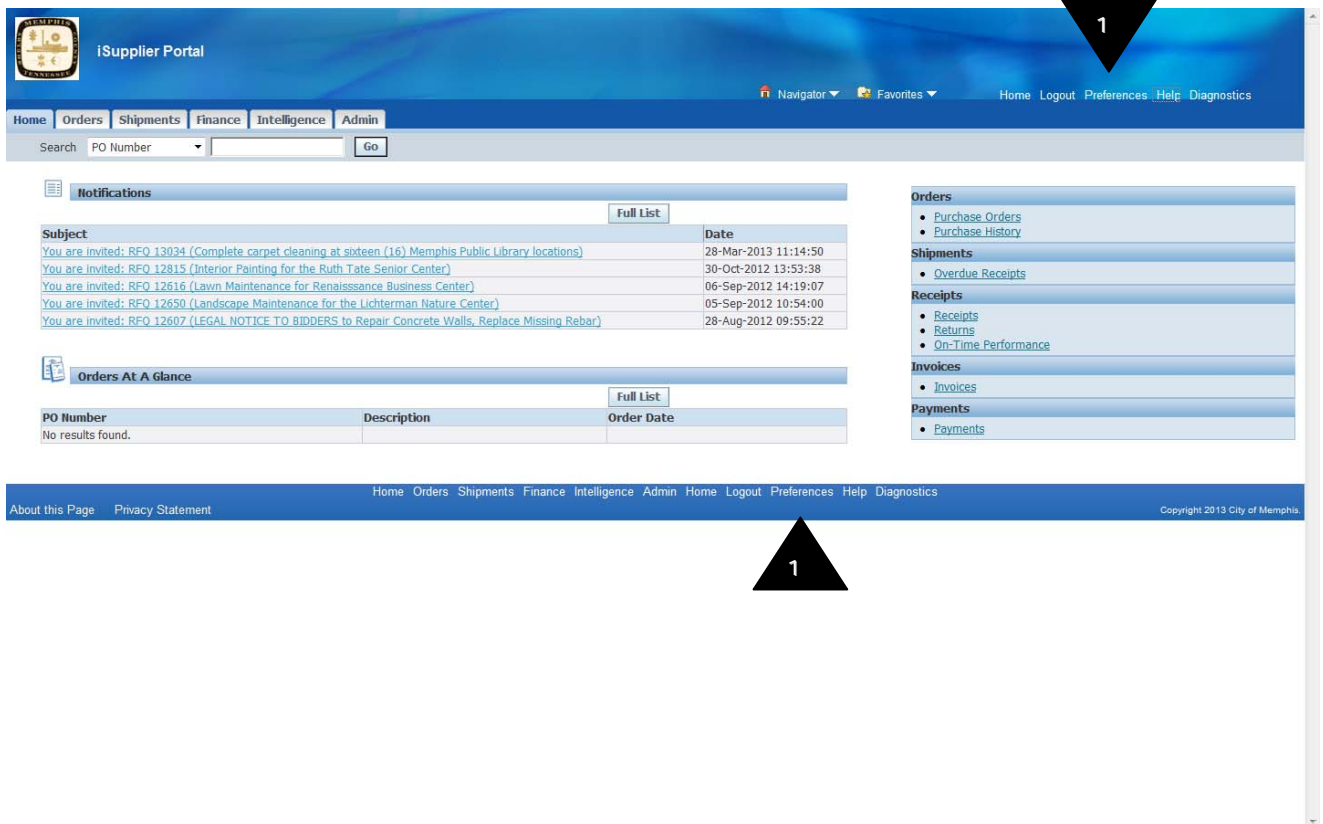 1
MEMPHIS
TENNESSEE
iSupplier Portal
Navigator Favorites Home Logout Preferences Help Diagnostics
Home Orders Shipments Finance Intelligence Admin
Search PO Number Go
Notifications
Full List
Subject Date
You are invited: RFQ 13034 (Complete carpet cleaning at sixteen (16) Memphis Public Library locations) 28-Mar-2013 11:14:50
You are invited: RFQ 12815 (Interior Painting for the Ruth Tate Senior Center) 30-Oct-2012 13:53:38
You are invited: RFQ 12616 (Lawn Maintenance for Renaisssance Business Center) 06-Sep-2012 14:19:07
You are invited: RFQ 12650 (Landscape Maintenance for the Lichterman Nature Center) 05-Sep-2012 10:54:00
You are invited: RFQ 12607 (LEGAL NOTICE TO BIDDERS to Repair Concrete Walls, Replace Missing Rebar) 28-Aug-2012 09:55:22
Orders At A Glance
Full List
PO Number Description Order Date
No results found.
Orders
Purchase Orders
Purchase History
Shipments
Overdue Receipts
Receipts
Receipts
Returns
On-Time Performance
Invoices
Invoices
Payments
Payments
Home Orders Shipments Finance Intelligence Admin Home Logout Preferences Help Diagnostics
About this Page Privacy Statement Copyright 2013 City of Memphis.
1